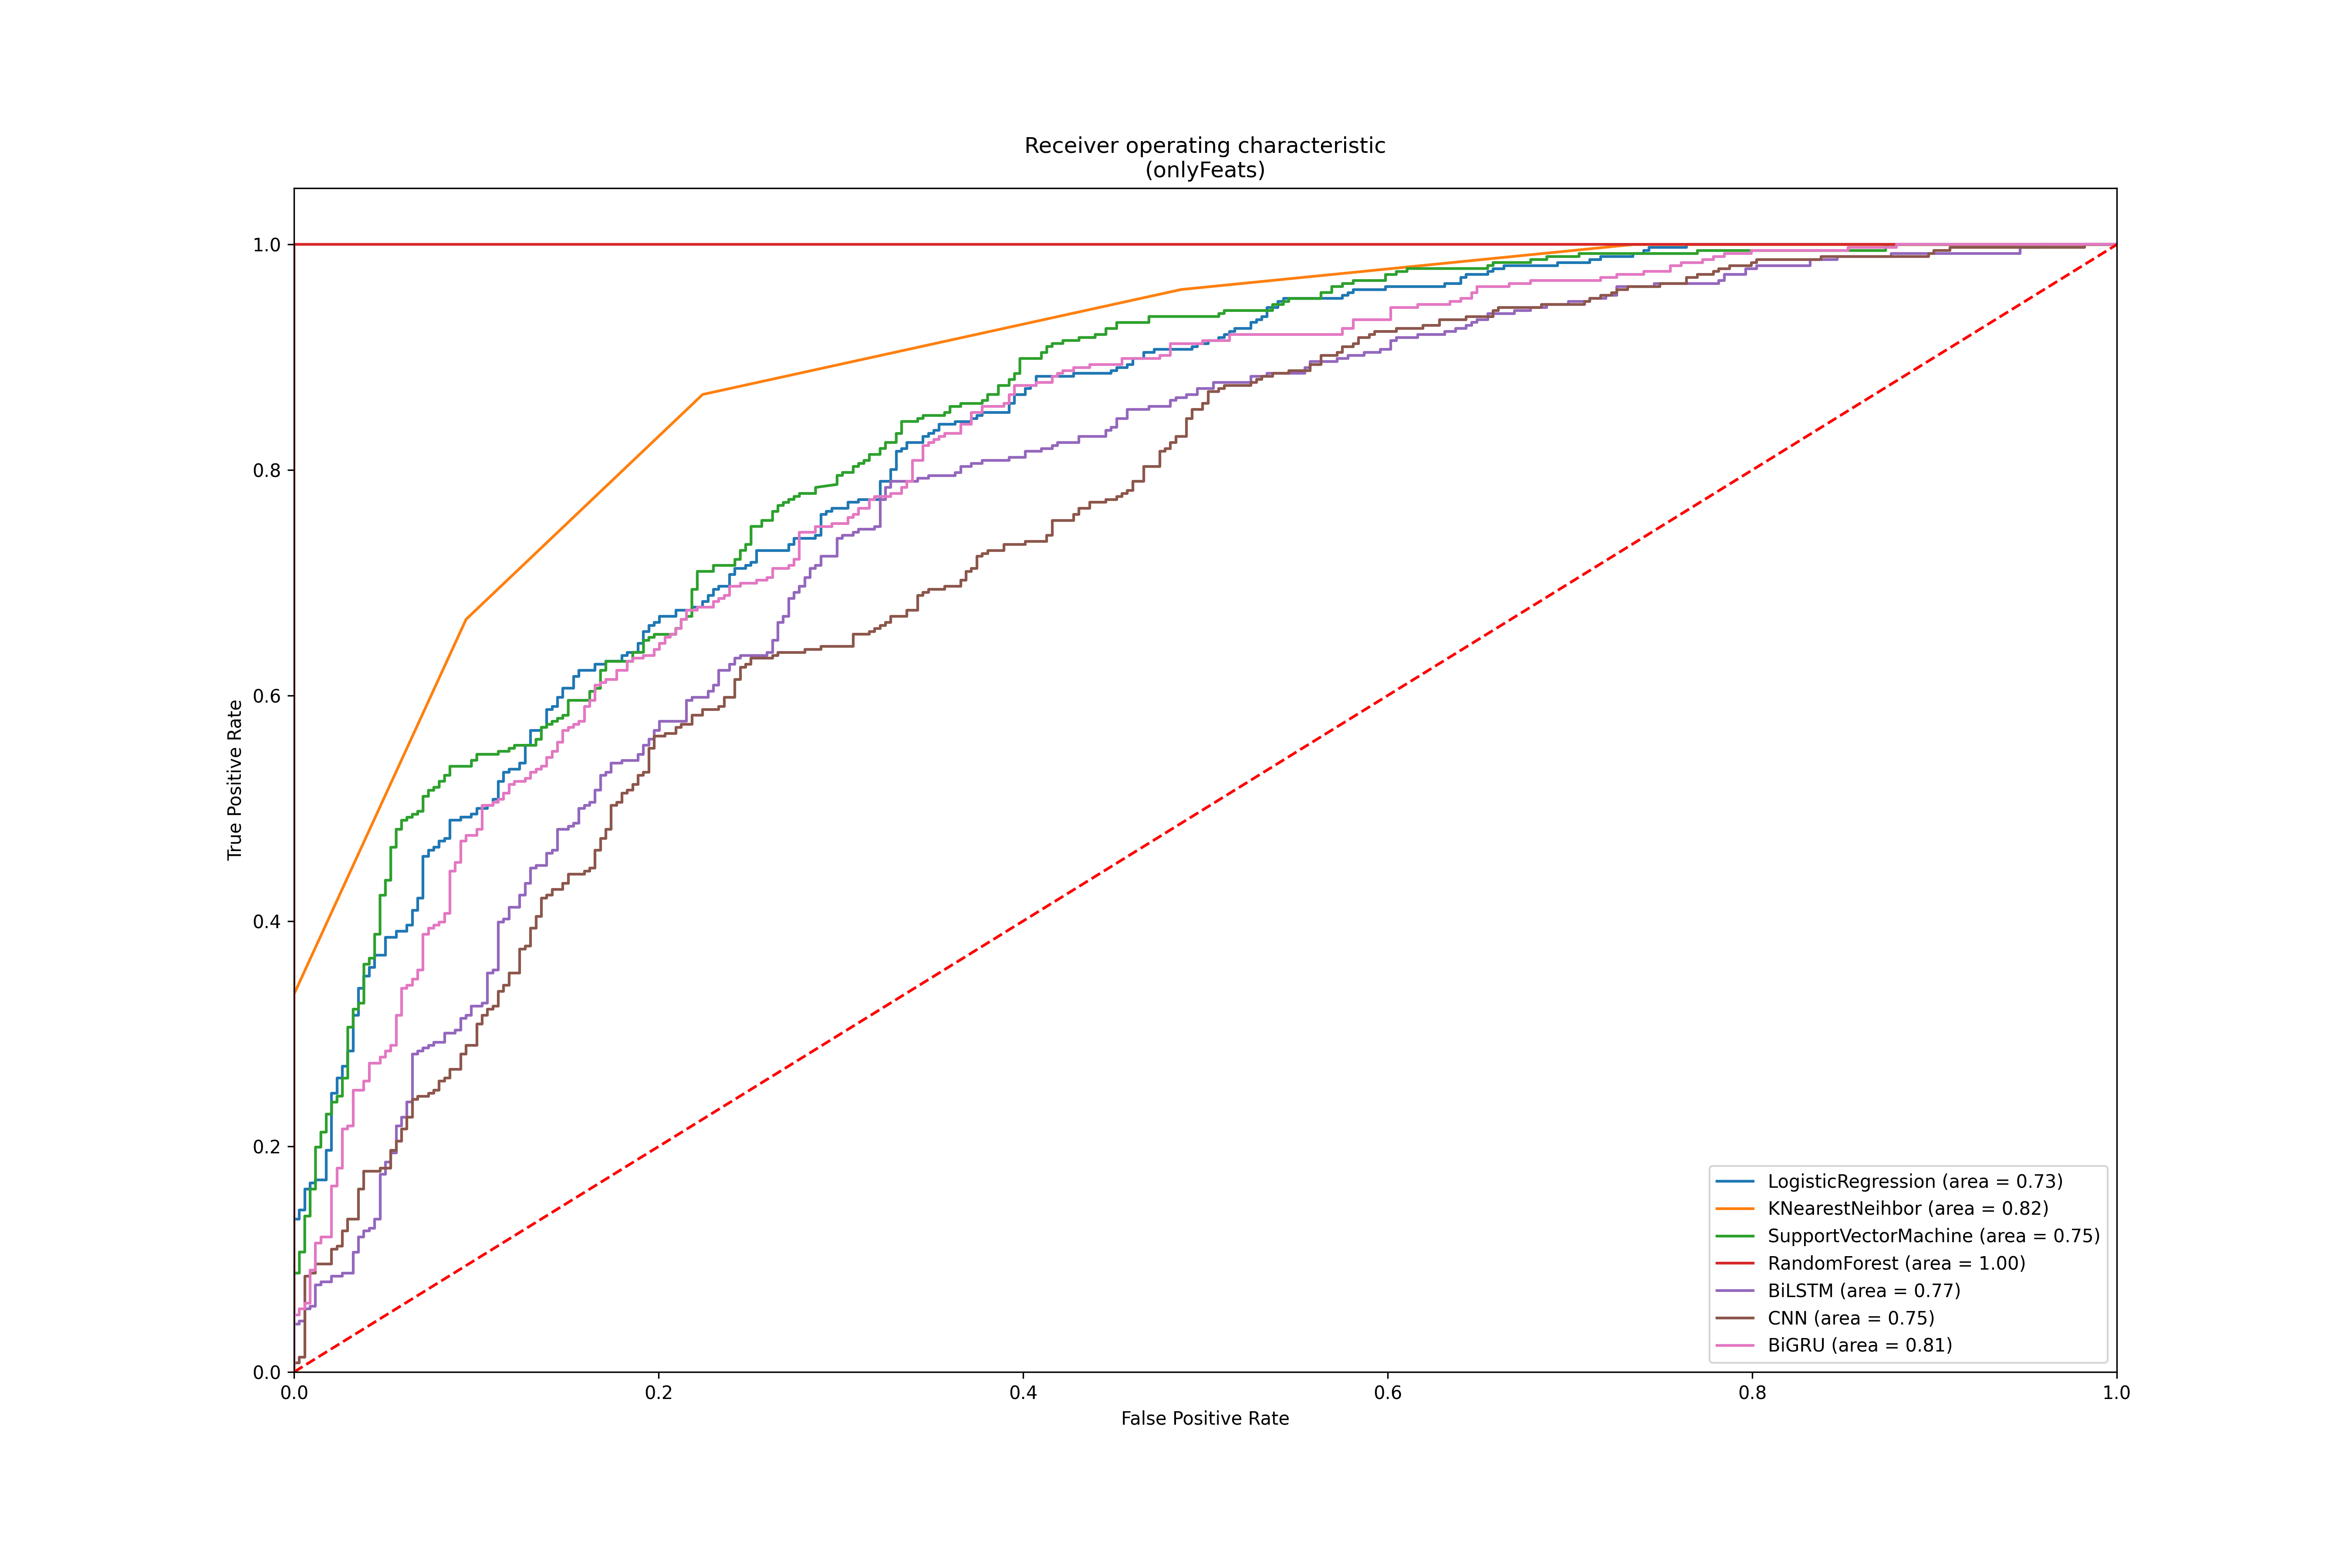 Receiver operating characteristic
(onlyFeats)
1.0
0.8
0.6
0.4
0.2
0.0
True Positive Rate
0.0 0.2 0.4 0.6 0.8 1.0
False Positive Rate
LogisticRegression (area = 0.73)
KNearestNeihbor (area = 0.82)
SupportVectorMachine (area = 0.75)
RandomForest (area = 1.00)
BiLSTM (area = 0.77)
CNN (area = 0.75)
BiGRU (area = 0.81)